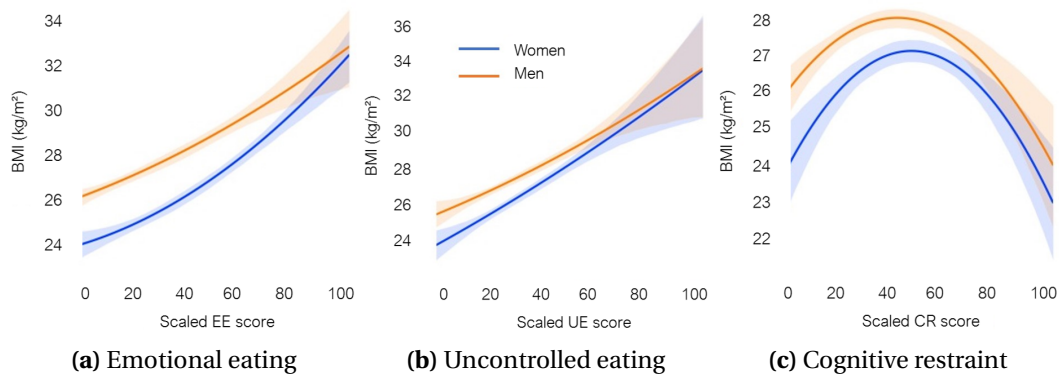 34
32
30
28
26
24
BMI (kg/m²)
0 20 40 60 80 100
Scaled EE score
(a) Emotional eating
36
34
32
30
28
26
24
BMI (kg/m²)
Women
Men
0 20 40 60 80 100
Scaled UE score
(b) Uncontrolled eating
28
27
26
25
24
23
22
BMI (kg/m²)
0 20 40 60 80 100
Scaled CR score
(c) Cognitive restraint